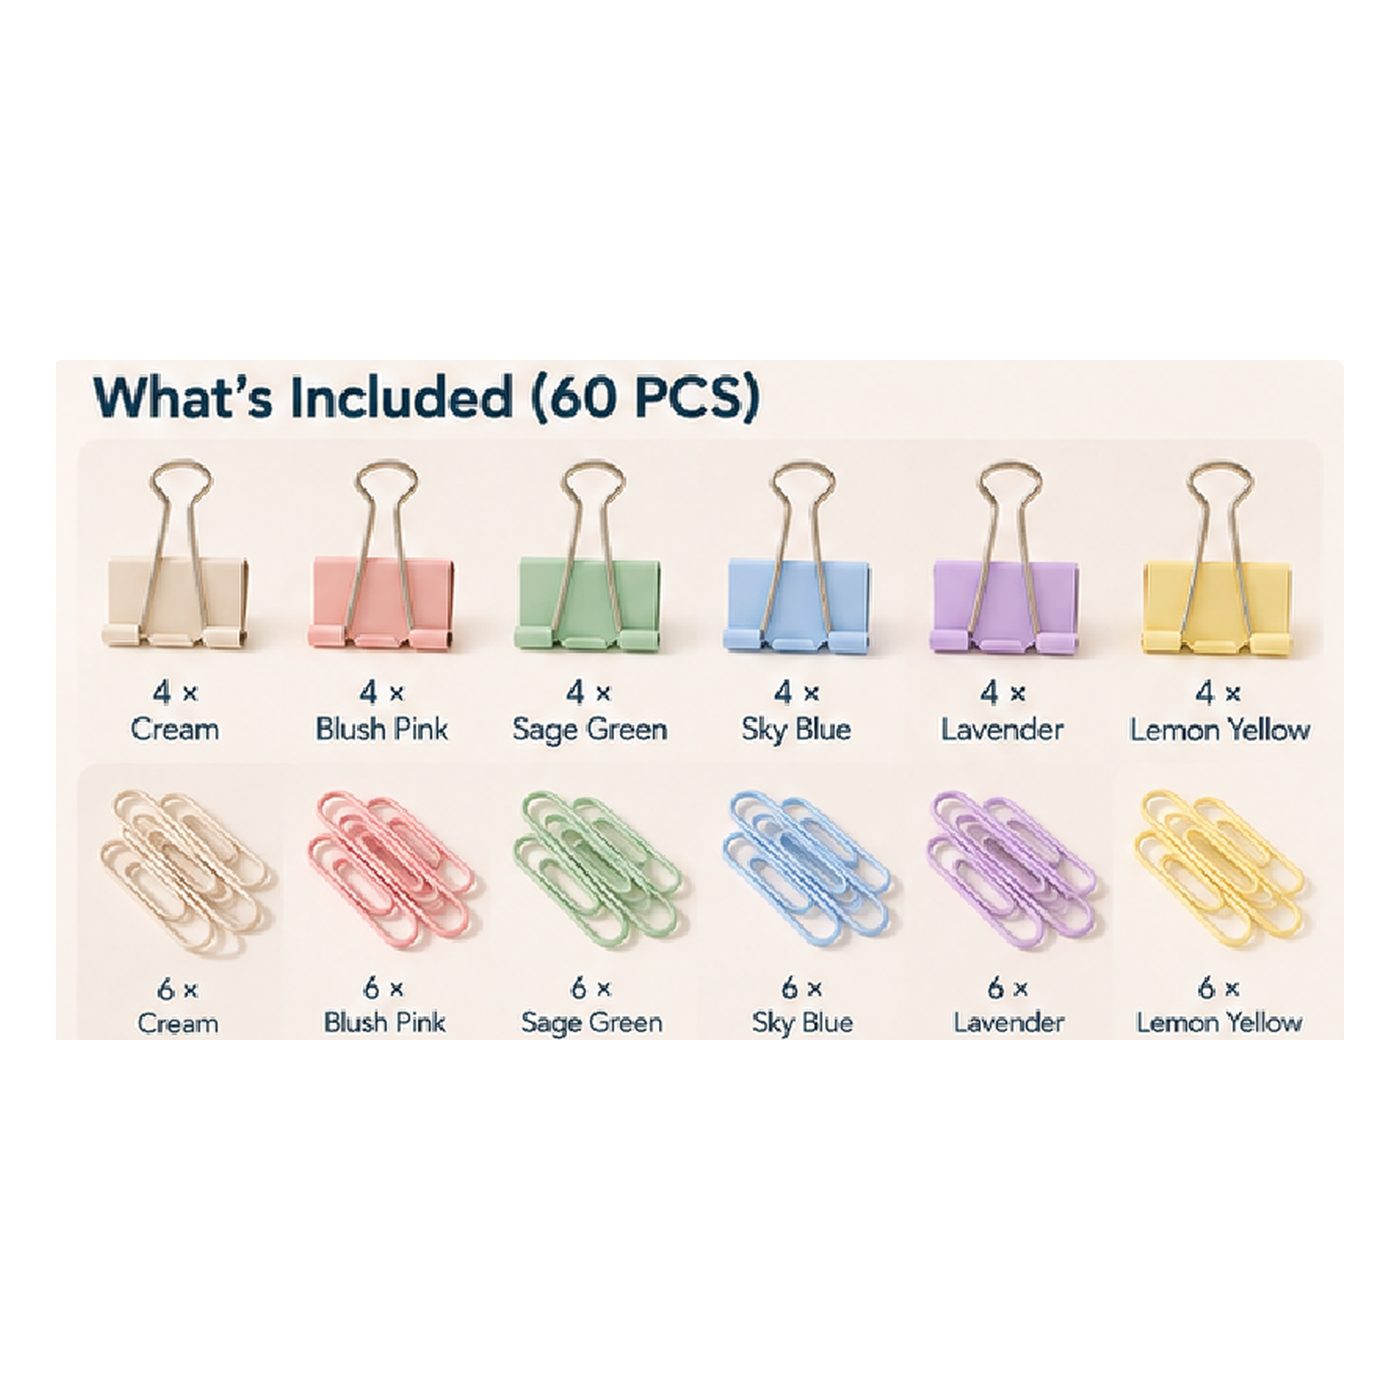 What's Included (60 PCS)
4 × 4 × 4 × 4 × 4 × 4 ×
Cream Blush Pink Sage Green Sky Blue Lavender Lemon Yellow
6 × 6 × 6 × 6 × 6 × 6 ×
Cream Blush Pink Sage Green Sky Blue Lavender Lemon Yellow